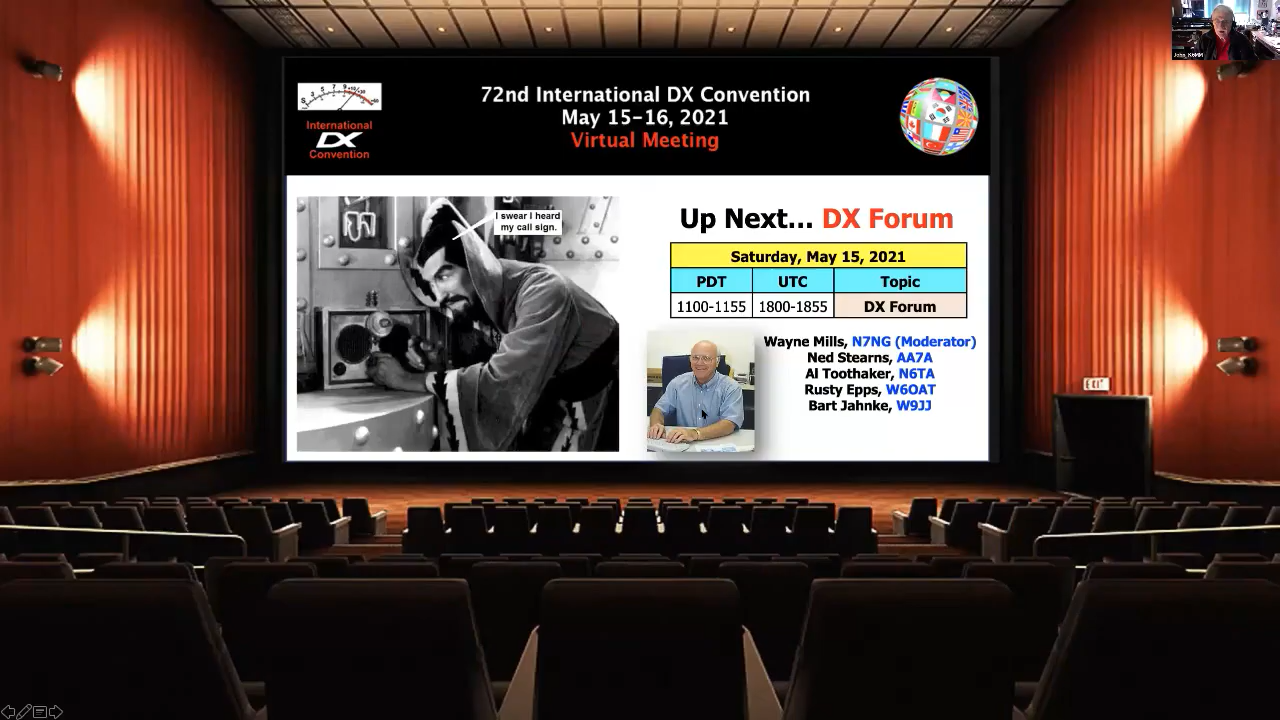 72nd International DX Convention
May 15-16, 2021
Virtual Meeting
International
DX
Convention
I swear I heard
my call sign.
Up Next... DX Forum
Saturday, May 15, 2021
PDT UTC Topic
1100-1155 1800-1855 DX Forum
Wayne Mills, N7NG (Moderator)
Ned Stearns, AA7A
Al Toothaker, N6TA
Rusty Epps, W6OAT
Bart Jahnke, W9JJ
John_K6MM